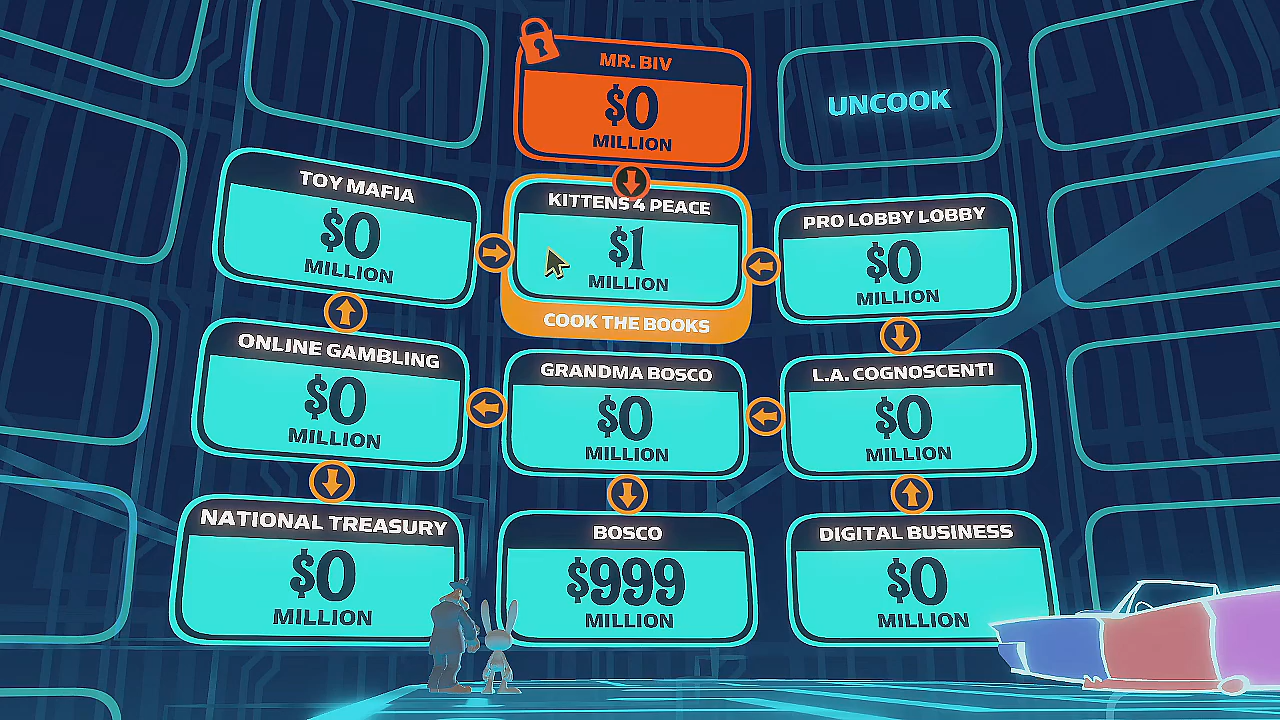 MR. BIV
$0
MILLION
UNCOOK
TOY MAFIA
$0
MILLION
KITTENS 4 PEACE
$1
MILLION
COOK THE BOOKS
PRO LOBBY LOBBY
$0
MILLION
ONLINE GAMBLING
$0
MILLION
GRANDMA BOSCO
$0
MILLION
L.A. COGNOSCENTI
$0
MILLION
NATIONAL TREASURY
$0
MILLION
BOSCO
$999
MILLION
DIGITAL BUSINESS
$0
MILLION